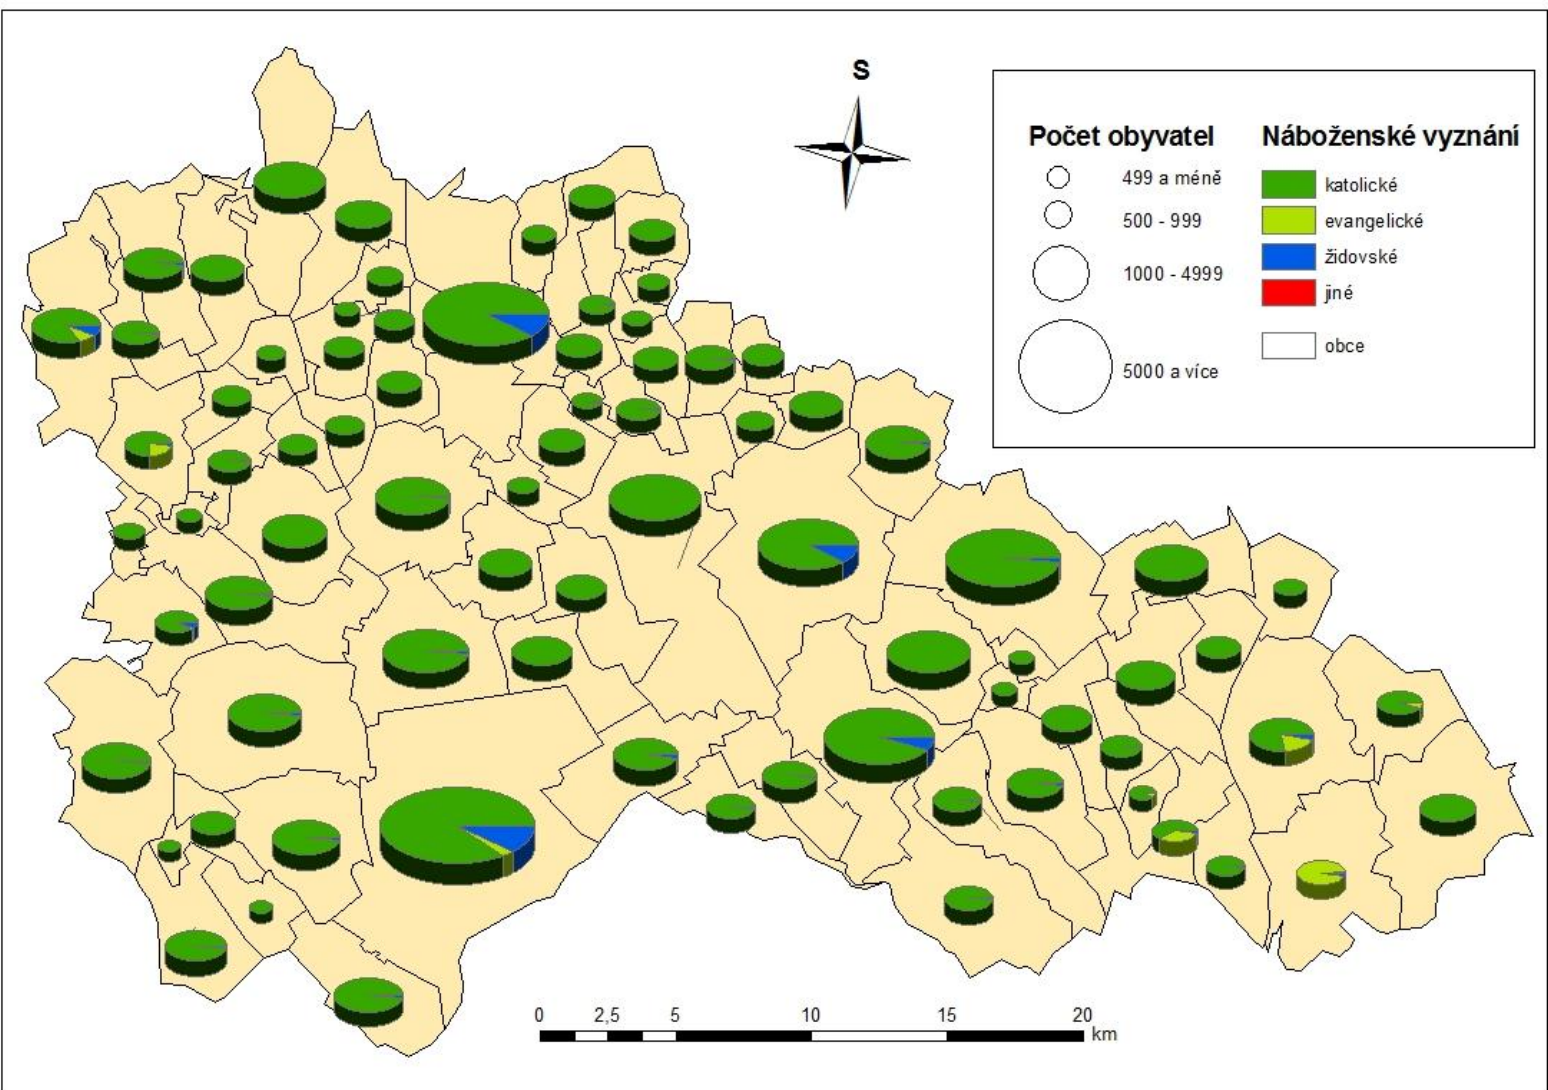 S
Počet obyvatel
499 a méně
500 - 999
1000 - 4999
5000 a více
Náboženské vyznání
katolické
evangelické
židovské
jiné
obce
0 2,5 5 10 15 20
km